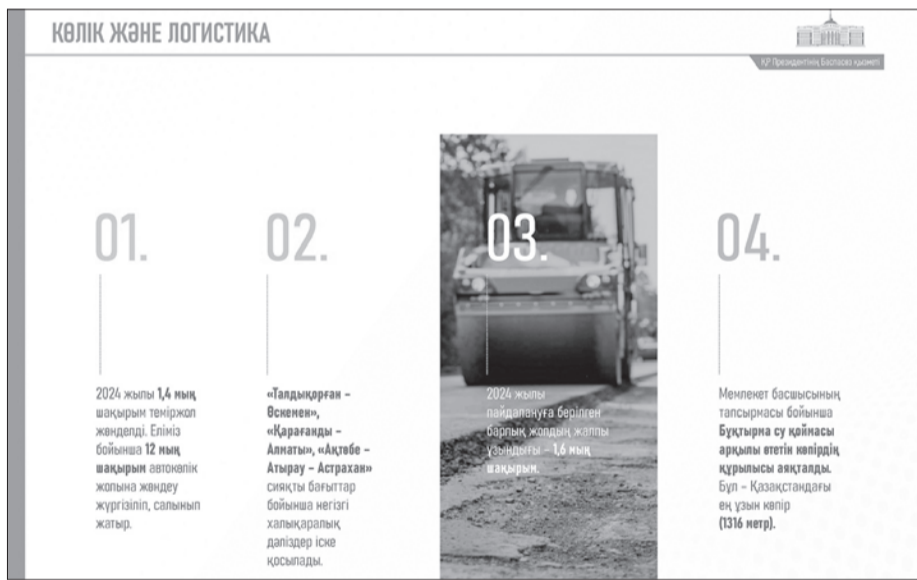 КӨЛІК ЖӘНЕ ЛОГИСТИКА
ҚР Президентінің Баспасөз қызметі
01.
2024 жылы 1,4 мың
шақырым теміржол
жөнделді. Еліміз
бойынша 12 мың
шақырым автокөлік
жолына жөндеу
жүргізіліп, салынып
жатыр.
02.
«Талдықорған –
Өскемен»,
«Қарағанды –
Алматы», «Ақтөбе –
Атырау – Астрахан»
сияқты бағыттар
бойынша негізгі
халықаралық
дәліздер іске
қосылады.
03.
2024 жылы
пайдалануға берілген
барлық жолдың жалпы
ұзындығы – 1,6 мың
шақырым.
04.
Мемлекет басшысының
тапсырмасы бойынша
Бұқтырма су қоймасы
арқылы өтетін көпірдің
құрылысы аяқталды.
Бұл – Қазақстандағы
ең ұзын көпір
(1316 метр).